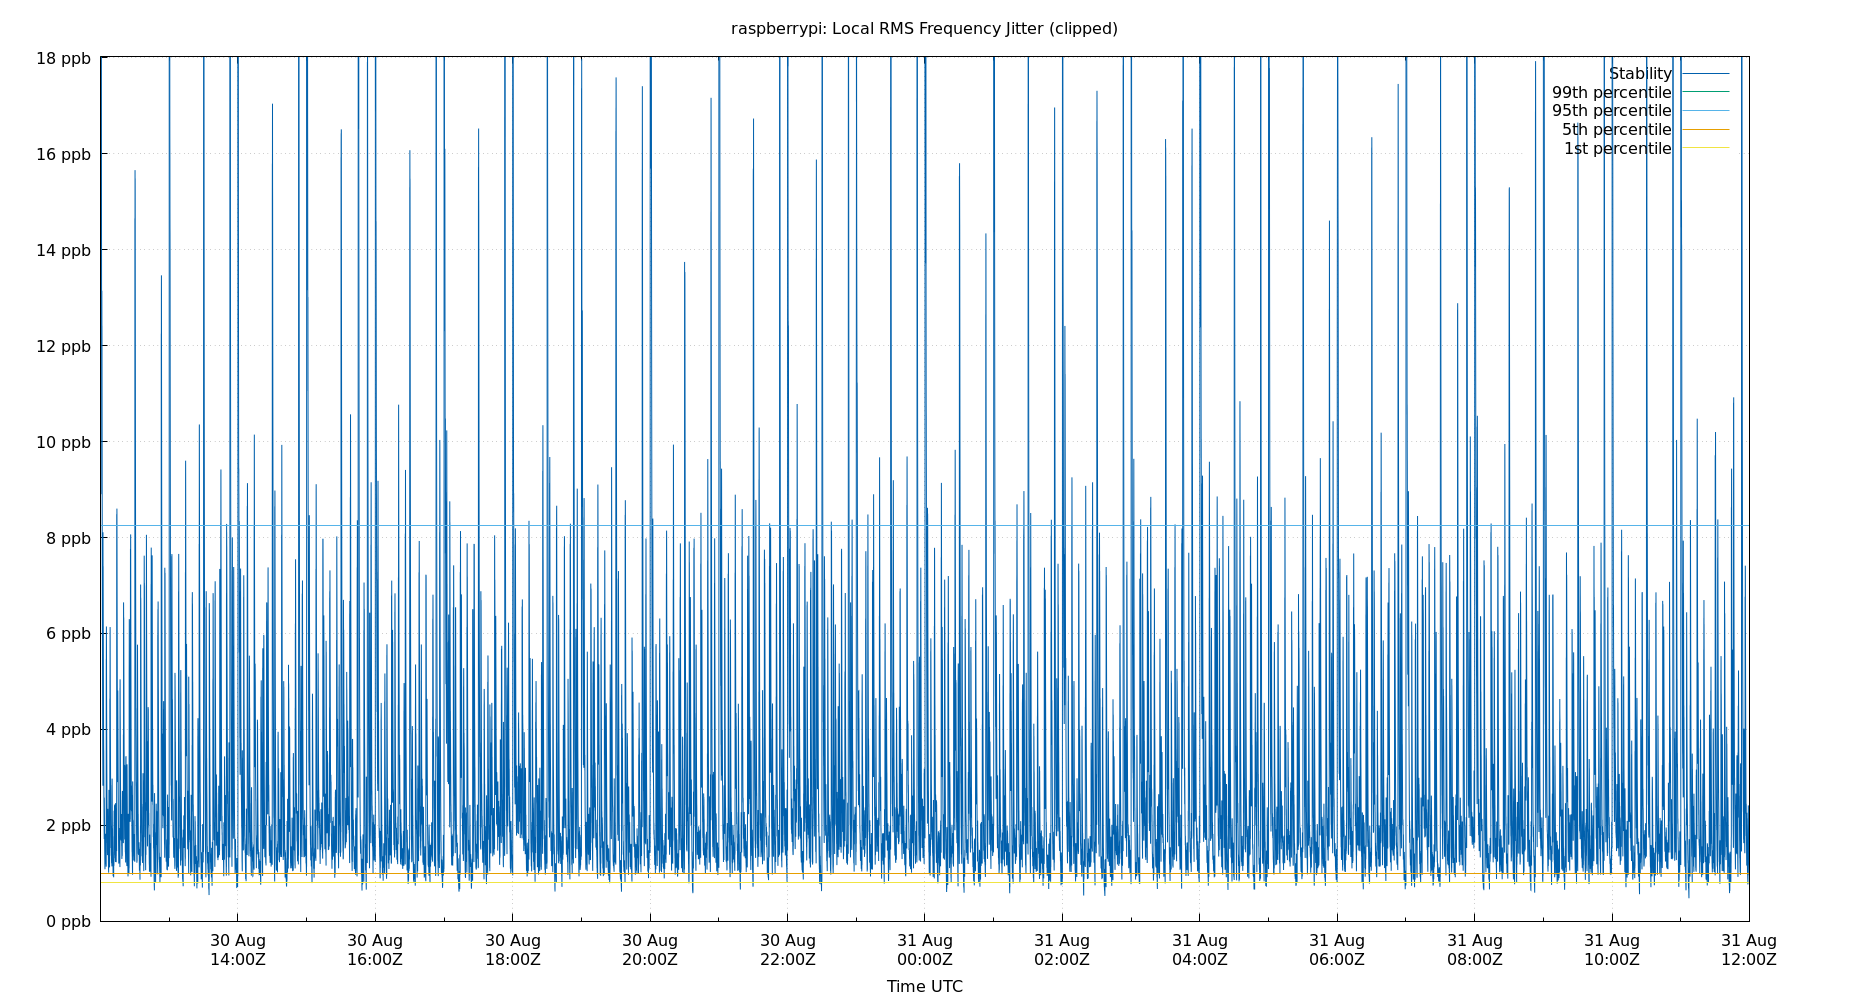 raspberrypi: Local RMS Frequency Jitter (clipped)
18 ppb
16 ppb
14 ppb
12 ppb
10 ppb
8 ppb
6 ppb
4 ppb
2 ppb
0 ppb
Stability
99th percentile
95th percentile
5th percentile
1st percentile
30 Aug 30 Aug 30 Aug 30 Aug 30 Aug 31 Aug 31 Aug 31 Aug 31 Aug 31 Aug 31 Aug 31 Aug
14:00Z 16:00Z 18:00Z 20:00Z 22:00Z 00:00Z 02:00Z 04:00Z 06:00Z 08:00Z 10:00Z 12:00Z
Time UTC